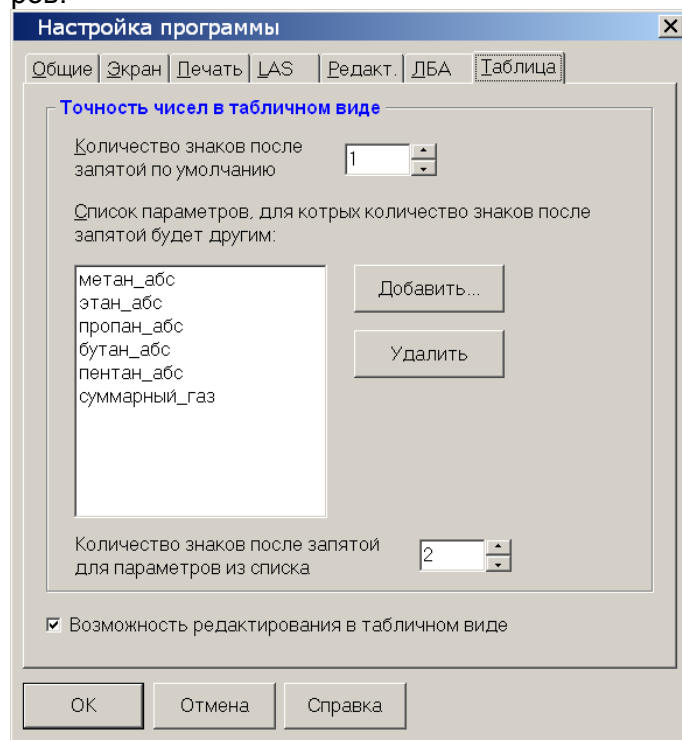 ров.
Настройка программы
Общие Экран Печать LAS Редакт. ЛБА Таблица
Точность чисел в табличном виде
Количество знаков после
запятой по умолчанию
1
Список параметров, для котрых количество знаков после
запятой будет другим:
метан_абс
этан_абс
пропан_абс
бутан_абс
пентан_абс
суммарный_газ
Добавить...
Удалить
Количество знаков после запятой
для параметров из списка
2
Возможность редактирования в табличном виде
OK Отмена Справка